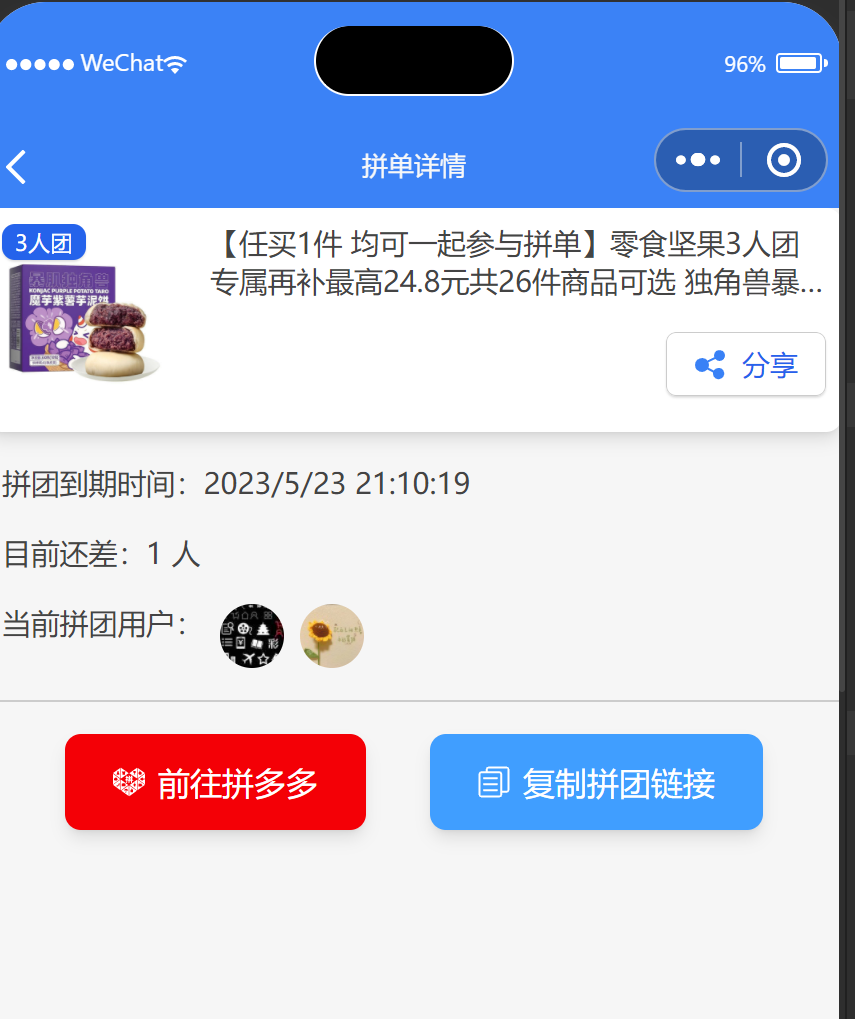 WeChat
96%
拼单详情
3人团
【任买1件 均可一起参与拼单】零食坚果3人团
专属再补最高24.8元共26件商品可选 独角兽暴...
暴肌独角兽
KONJAC PURPLE POTATO TARO
魔芋紫薯芋泥饼
分享
拼团到期时间：2023/5/23 21:10:19
目前还差：1 人
当前拼团用户：
前往拼多多
复制拼团链接